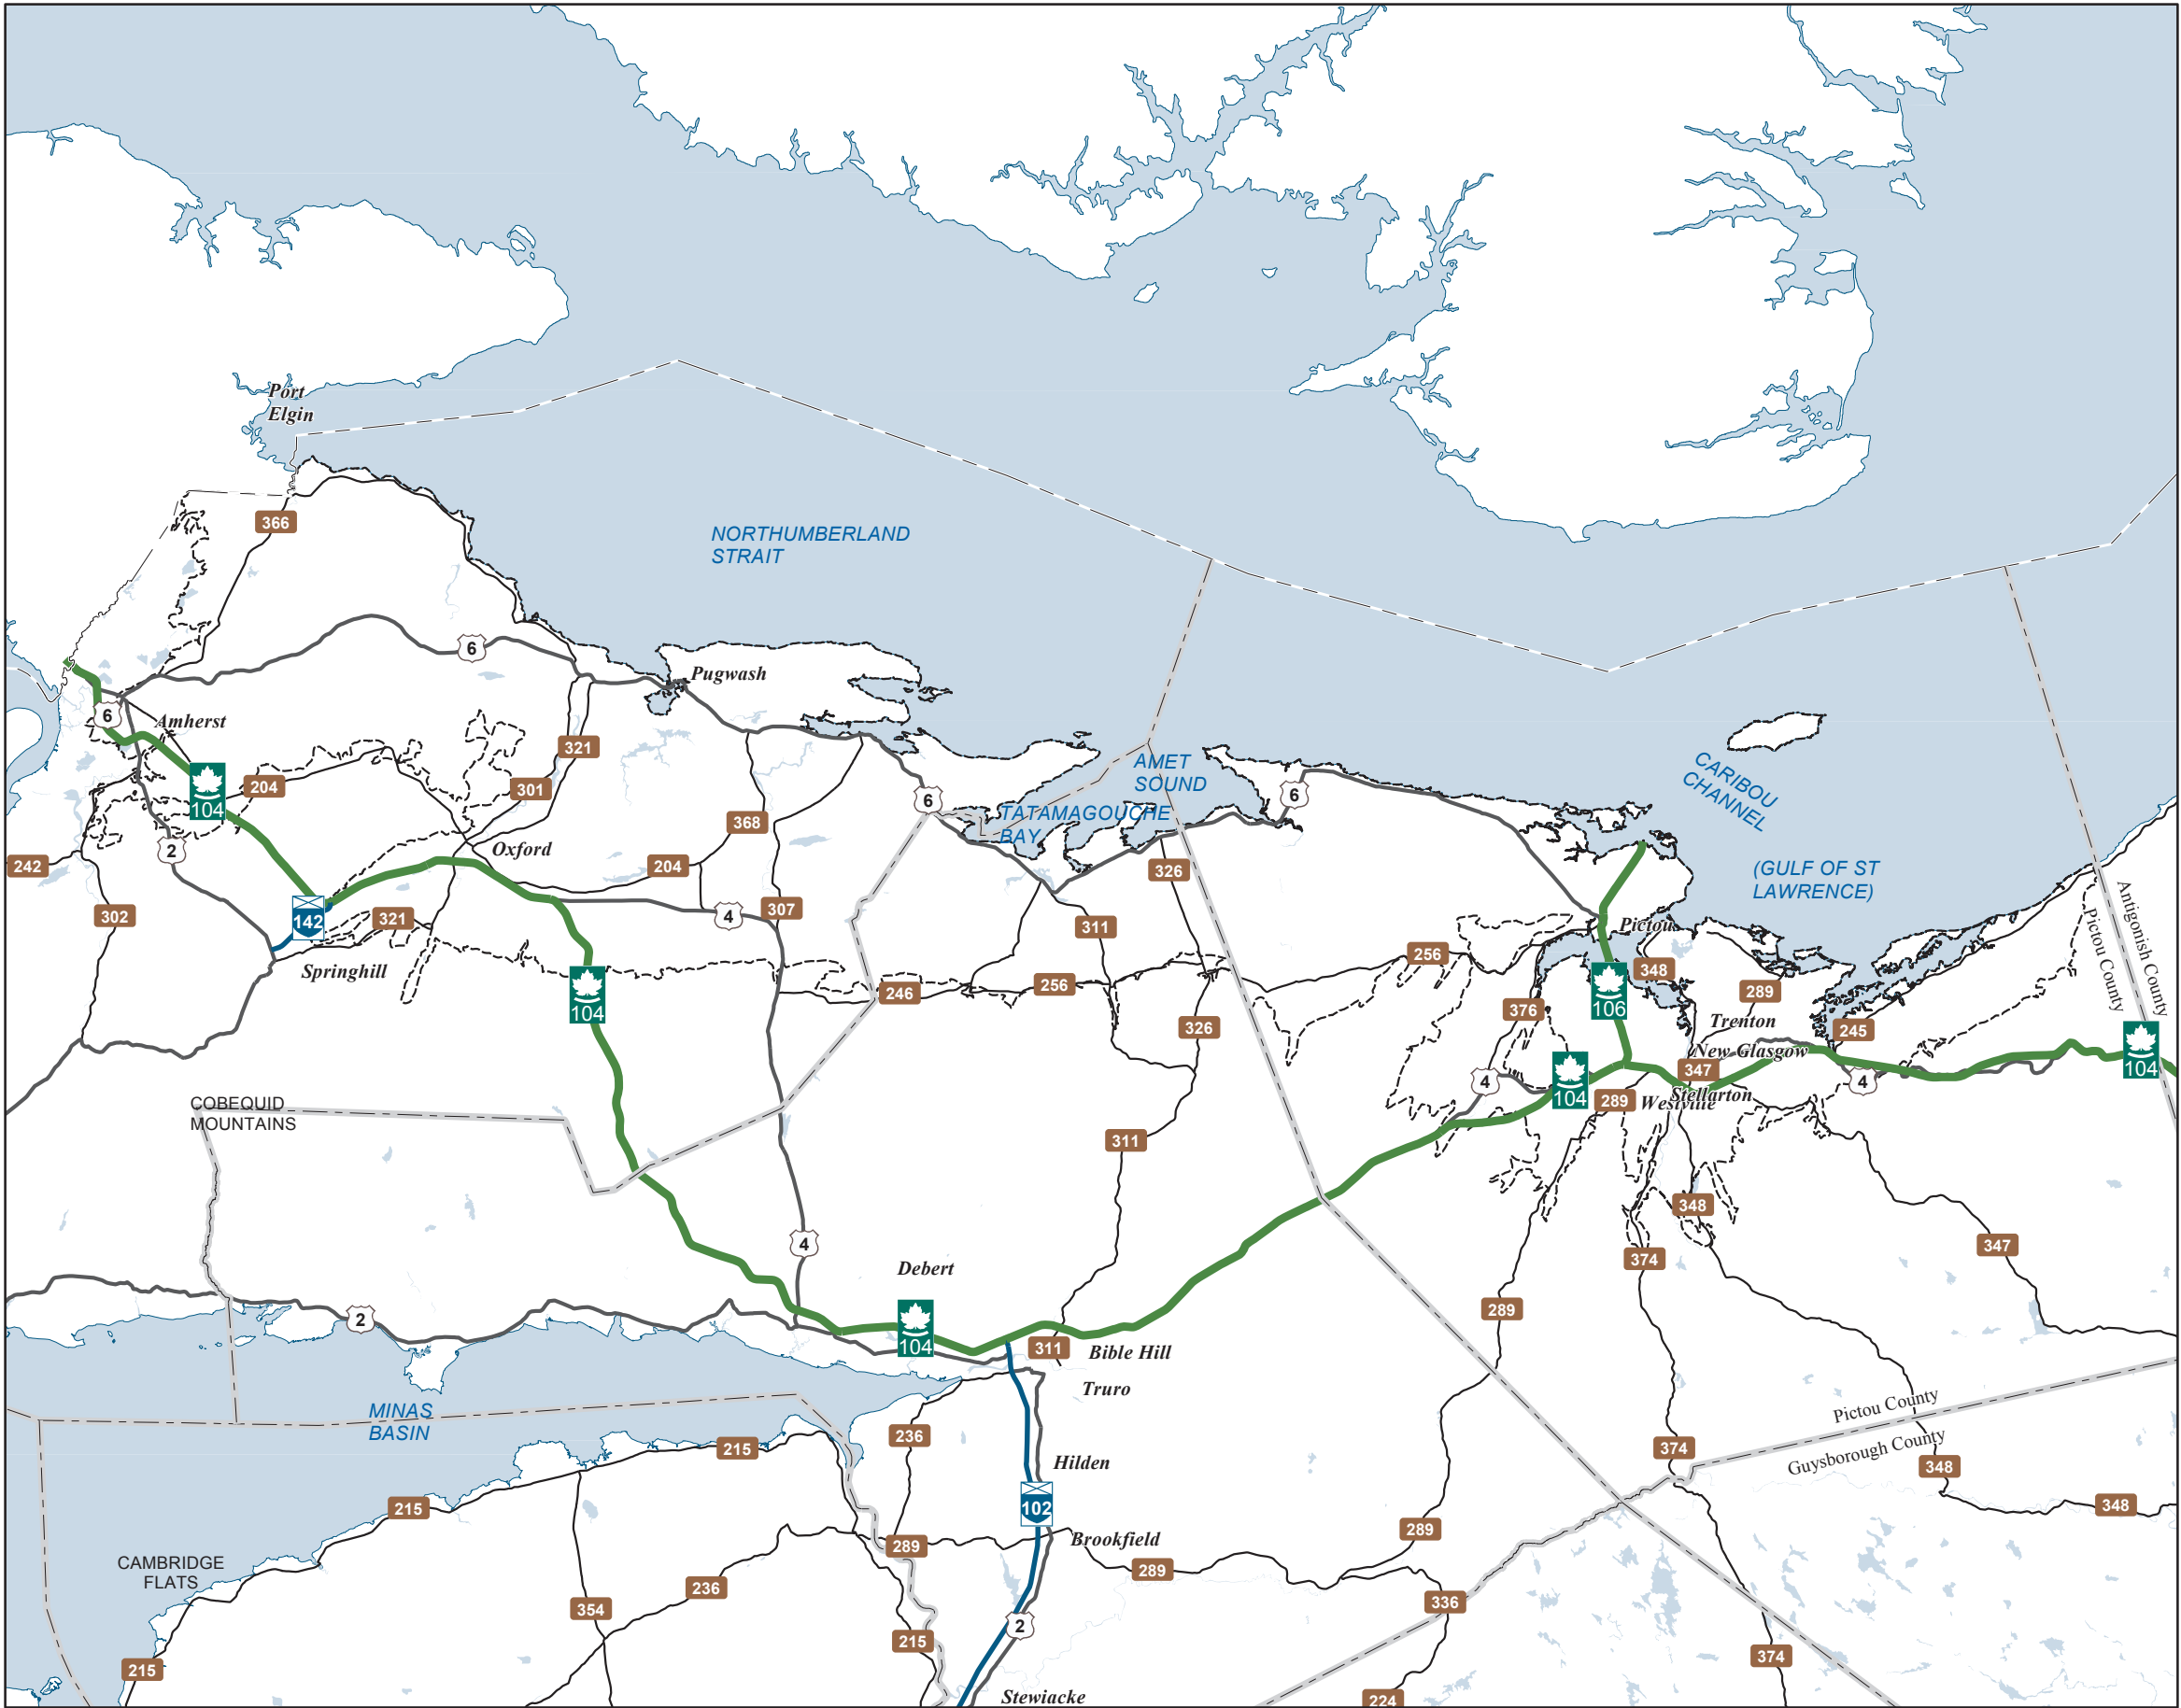 Port
Elgin
366
NORTHUMBERLAND
STRAIT
6
Pugwash
6
Amherst
321
AMET
SOUND
CARIBOU
CHANNEL
104
204
301
6
6
TATAMAGOUCHE
BAY
368
2
Oxford
242
204
326
(GULF OF ST
LAWRENCE)
302
142
321
4
307
311
Pictou
Antigonish County
Pictou County
Springhill
256
348
104
246
256
106
289
376
326
Trenton
245
New Glasgow
104
347
4
104
4
289
Westville
Stellarton
COBEQUID
MOUNTAINS
311
348
4
347
374
Debert
2
289
104
311
Bible Hill
Truro
MINAS
BASIN
Pictou County
236
215
374
Guysborough County
Hilden
348
215
102
348
289
Brookfield
289
CAMBRIDGE
FLATS
289
236
336
354
2
215
215
374
Stewiacke
224